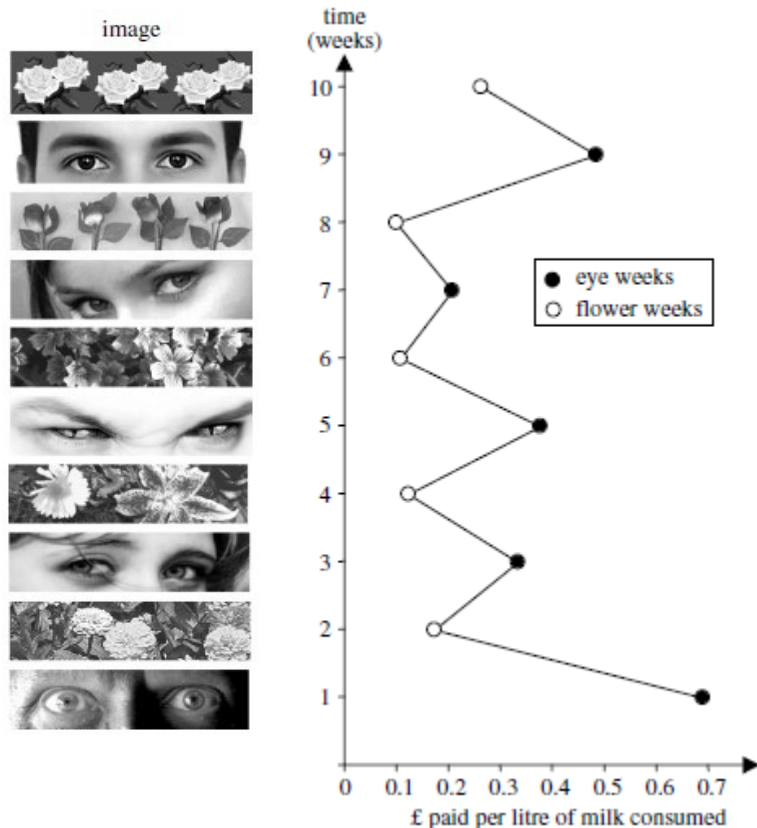 image
time
(weeks)
10
9
8
7
6
5
4
3
2
1
eye weeks
flower weeks
0 0.1 0.2 0.3 0.4 0.5 0.6 0.7
£ paid per litre of milk consumed